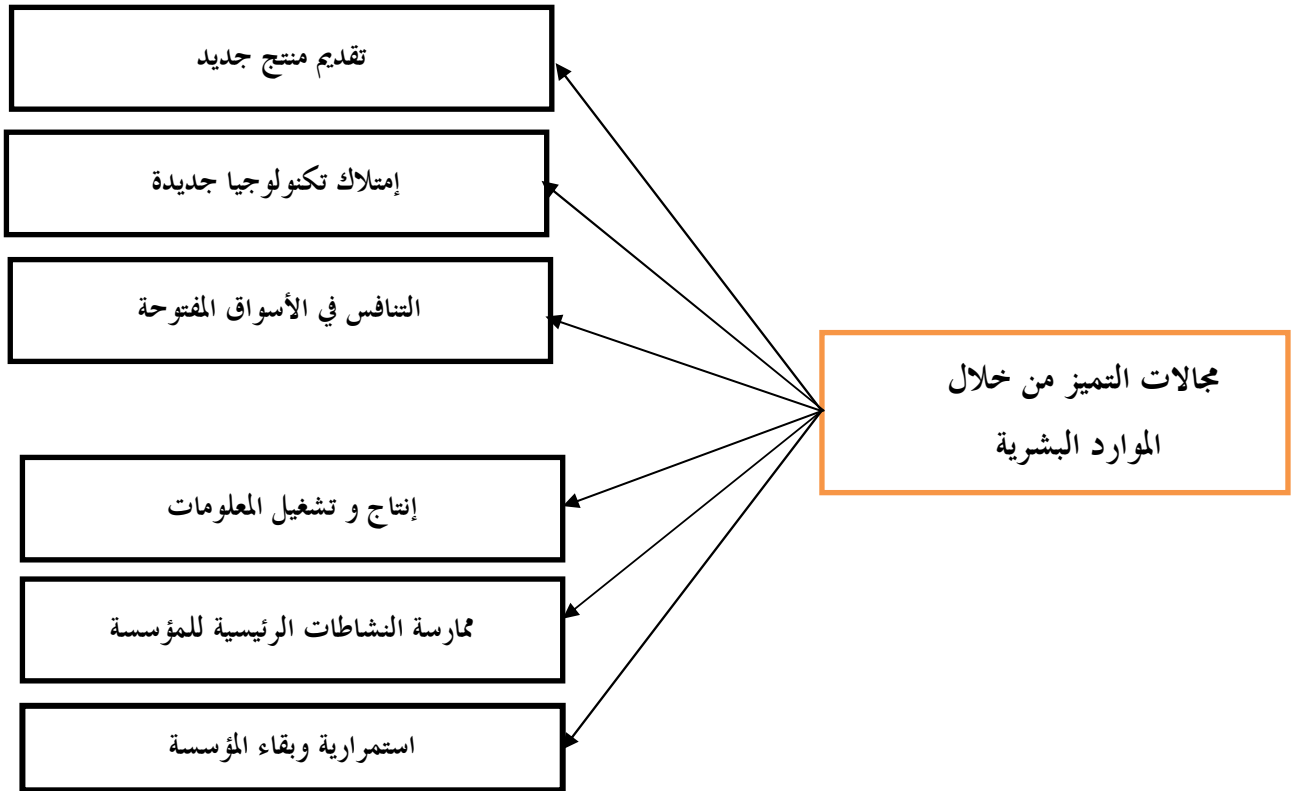 تقديم منتج جديد
إمتلاك تكنولوجيا جديدة
التنافس في الأسواق المفتوحة
مجالات التميز من خلال
الموارد البشرية
إنتاج و تشغيل المعلومات
ممارسة النشاطات الرئيسية للمؤسسة
استمرارية وبقاء المؤسسة